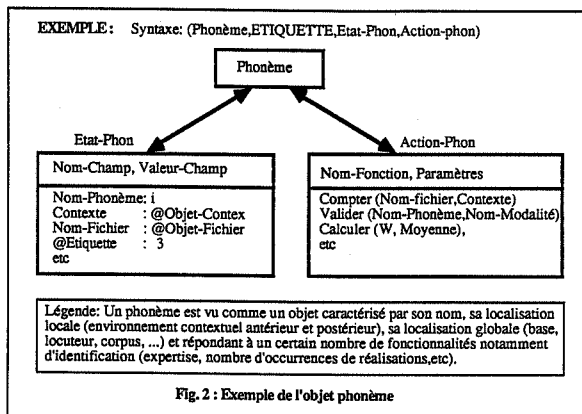 EXEMPLE : Syntaxe: (Phonème,ETIQUETTE,Etat-Phon,Action-phon)
Phonème
Etat-Phon
Nom-Champ, Valeur-Champ
Nom-Phonème: i
Contexte : @Objet-Contex
Nom-Fichier : @Objet-Fichier
@Etiquette : 3
etc
Action-Phon
Nom-Fonction, Paramètres
Compter (Nom-fichier,Contexte)
Valider (Nom-Phonème,Nom-Modalité)
Calculer (W, Moyenne),
etc
Légende: Un phonème est vu comme un objet caractérisé par son nom, sa localisation
locale (environnement contextuel antérieur et postérieur), sa localisation globale (base,
locuteur, corpus, ...) et répondant à un certain nombre de fonctionnalités notamment
d'identification (expertise, nombre d'occurrences de réalisations,etc).
Fig. 2 : Exemple de l'objet phonème